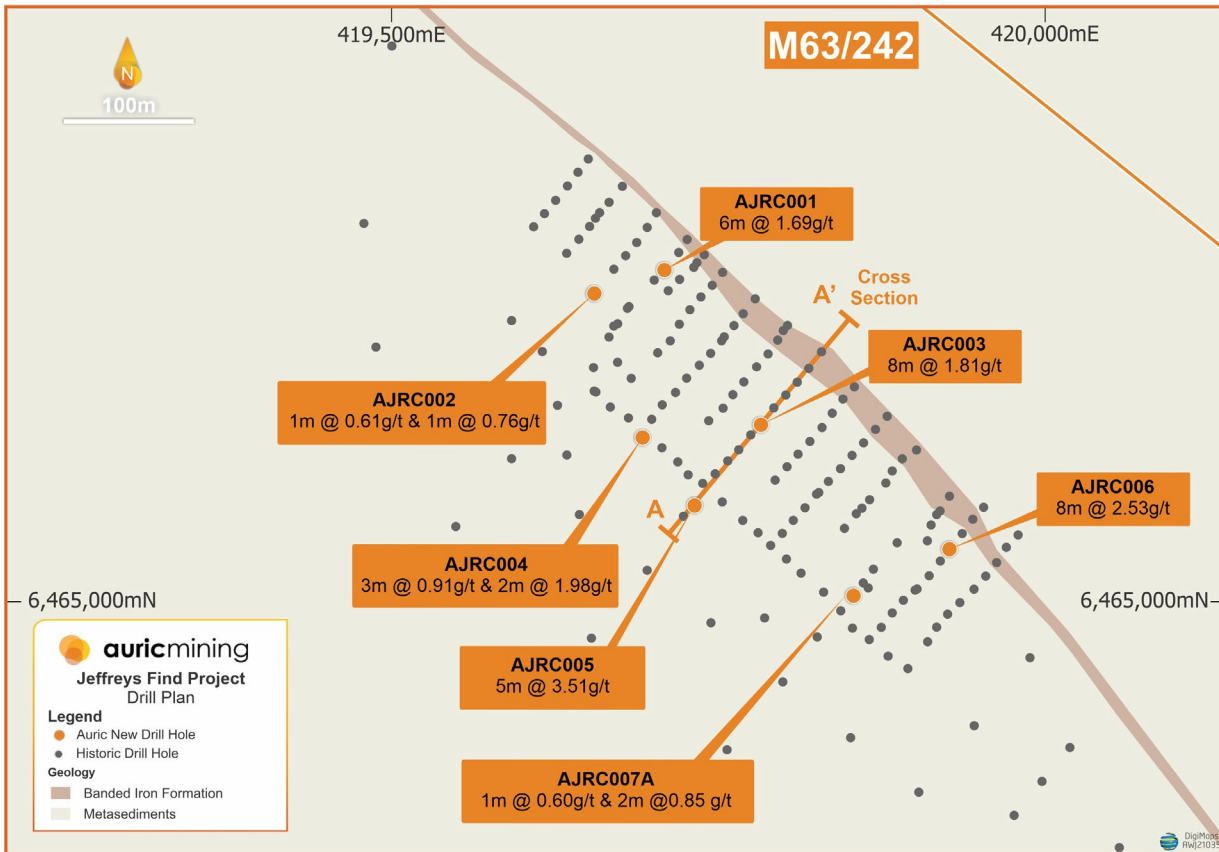 419,500mE
420,000mE
M63/242
N
100m
AJRC001
6m @ 1.69g/t
A'
Cross
Section
AJRC003
8m @ 1.81g/t
AJRC002
1m @ 0.61g/t & 1m @ 0.76g/t
AJRC006
8m @ 2.53g/t
A
AJRC004
3m @ 0.91g/t & 2m @ 1.98g/t
6,465,000mN
6,465,000mN
AJRC005
5m @ 3.51g/t
AJRC007A
1m @ 0.60g/t & 2m @0.85 g/t
auricmining
Jeffreys Find Project
Drill Plan
Legend
Auric New Drill Hole
Historic Drill Hole
Geology
Banded Iron Formation
Metasediments
DigiMaps